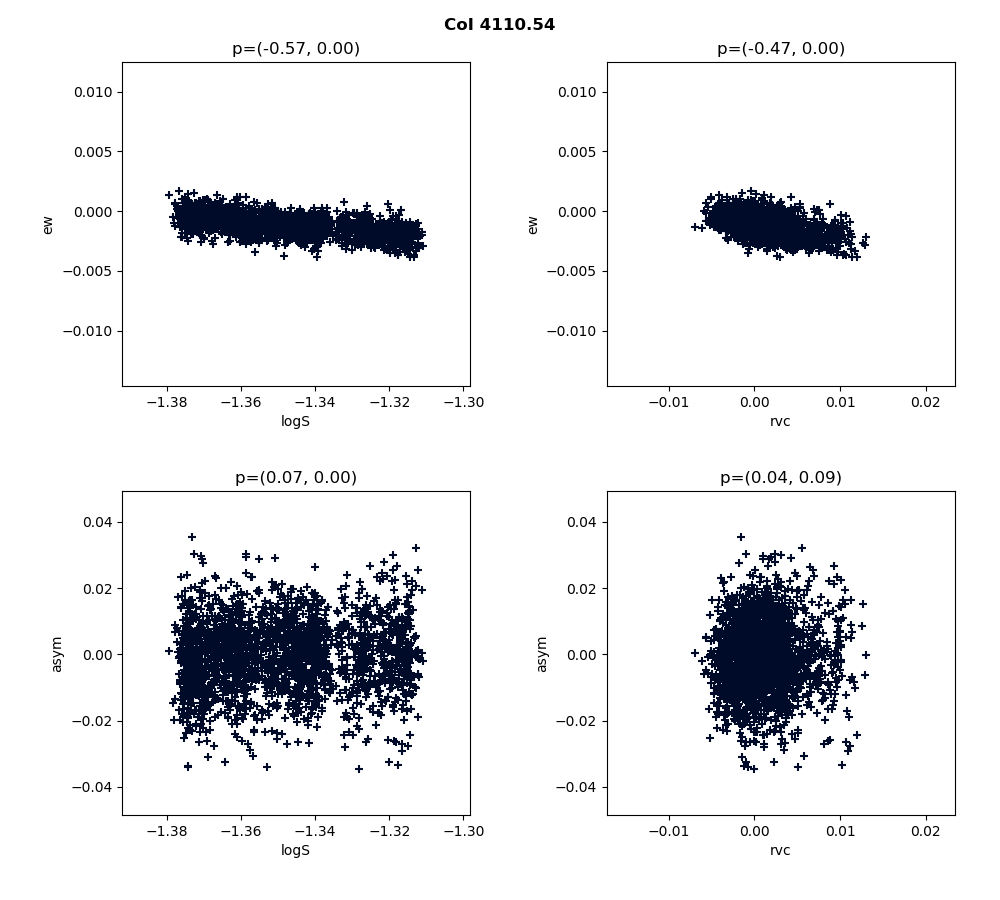 CoI 4110.54
p=(-0.57, 0.00)
p=(-0.47, 0.00)
0.010
0.005
0.000
−0.005
−0.010
ew
−1.38
−1.36
−1.34
−1.32
−1.30
logS
0.010
0.005
0.000
−0.005
−0.010
ew
−0.01
0.00
0.01
0.02
rvc
p=(0.07, 0.00)
p=(0.04, 0.09)
0.04
0.02
0.00
−0.02
−0.04
asym
−1.38
−1.36
−1.34
−1.32
−1.30
logS
0.04
0.02
0.00
−0.02
−0.04
asym
−0.01
0.00
0.01
0.02
rvc